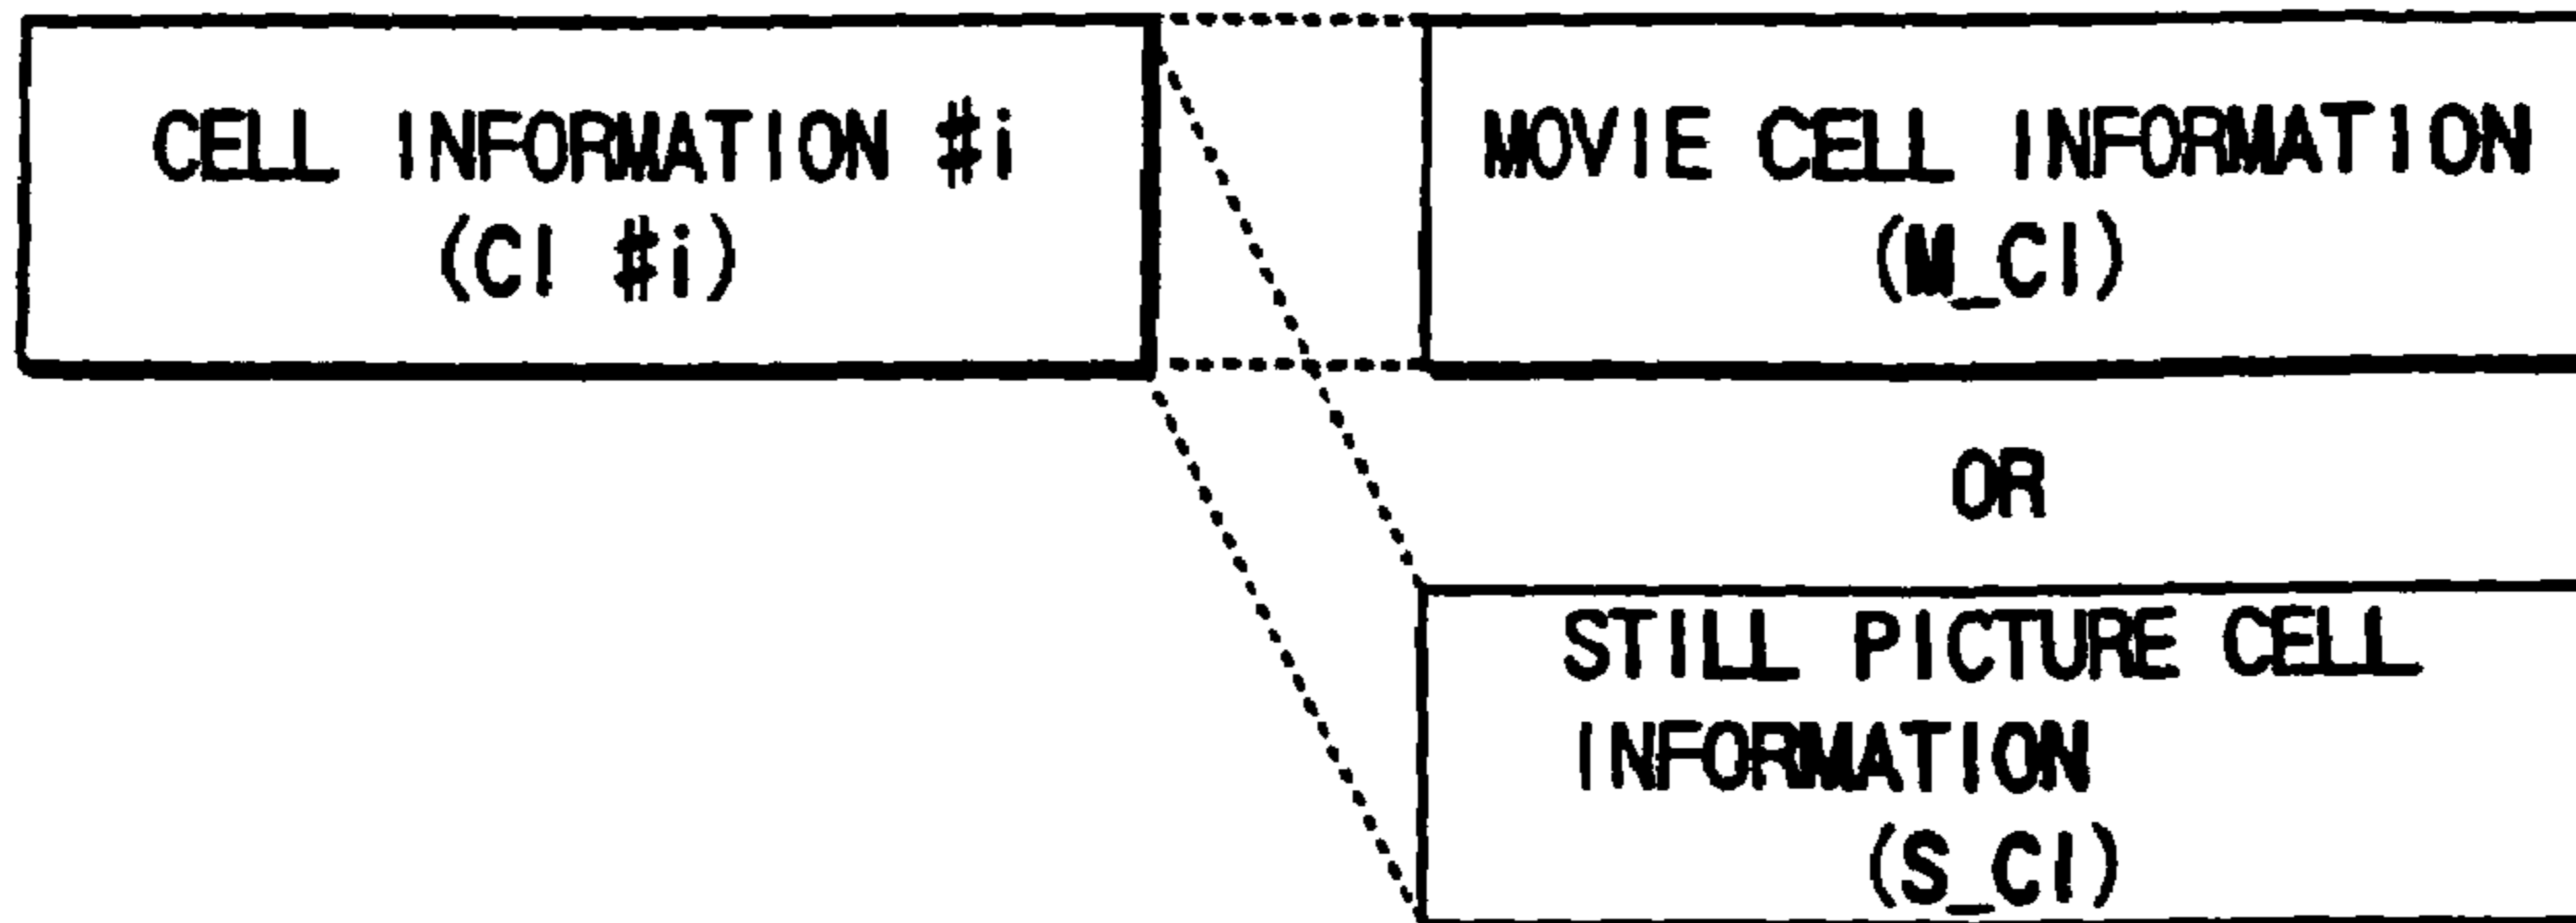 CELL INFORMATION #i
(CI #i)
MOVIE CELL INFORMATION
(M_CI)
OR
STILL PICTURE CELL
INFORMATION
(S_CI)